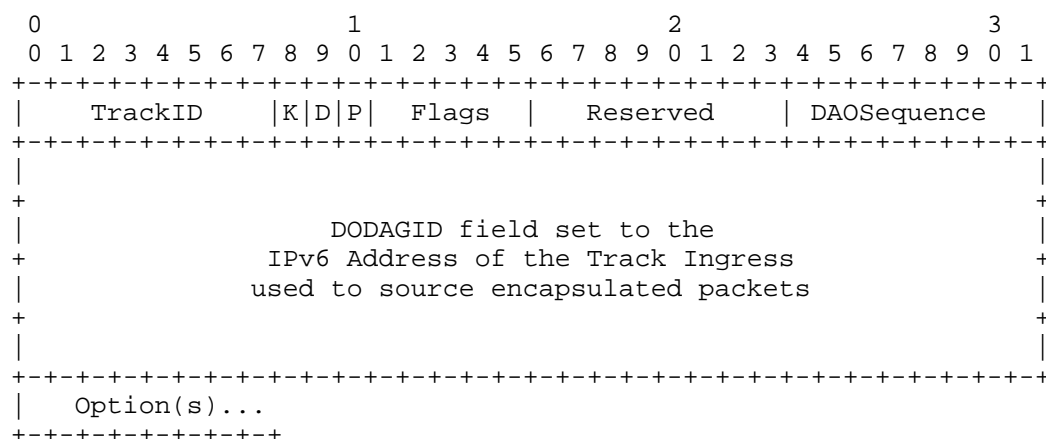 0                   1                   2                   3
 0 1 2 3 4 5 6 7 8 9 0 1 2 3 4 5 6 7 8 9 0 1 2 3 4 5 6 7 8 9 0 1
+-+-+-+-+-+-+-+-+-+-+-+-+-+-+-+-+-+-+-+-+-+-+-+-+-+-+-+-+-+-+-+-+
|    TrackID    |K|D|P|  Flags  |   Reserved    | DAOSequence   |
+-+-+-+-+-+-+-+-+-+-+-+-+-+-+-+-+-+-+-+-+-+-+-+-+-+-+-+-+-+-+-+-+
|                                                               |
+                                                               +
|                   DODAGID field set to the                    |
+               IPv6 Address of the Track Ingress               +
|              used to source encapsulated packets              |
+                                                               +
|                                                               |
+-+-+-+-+-+-+-+-+-+-+-+-+-+-+-+-+-+-+-+-+-+-+-+-+-+-+-+-+-+-+-+-+
|   Option(s)...
+-+-+-+-+-+-+-+-+